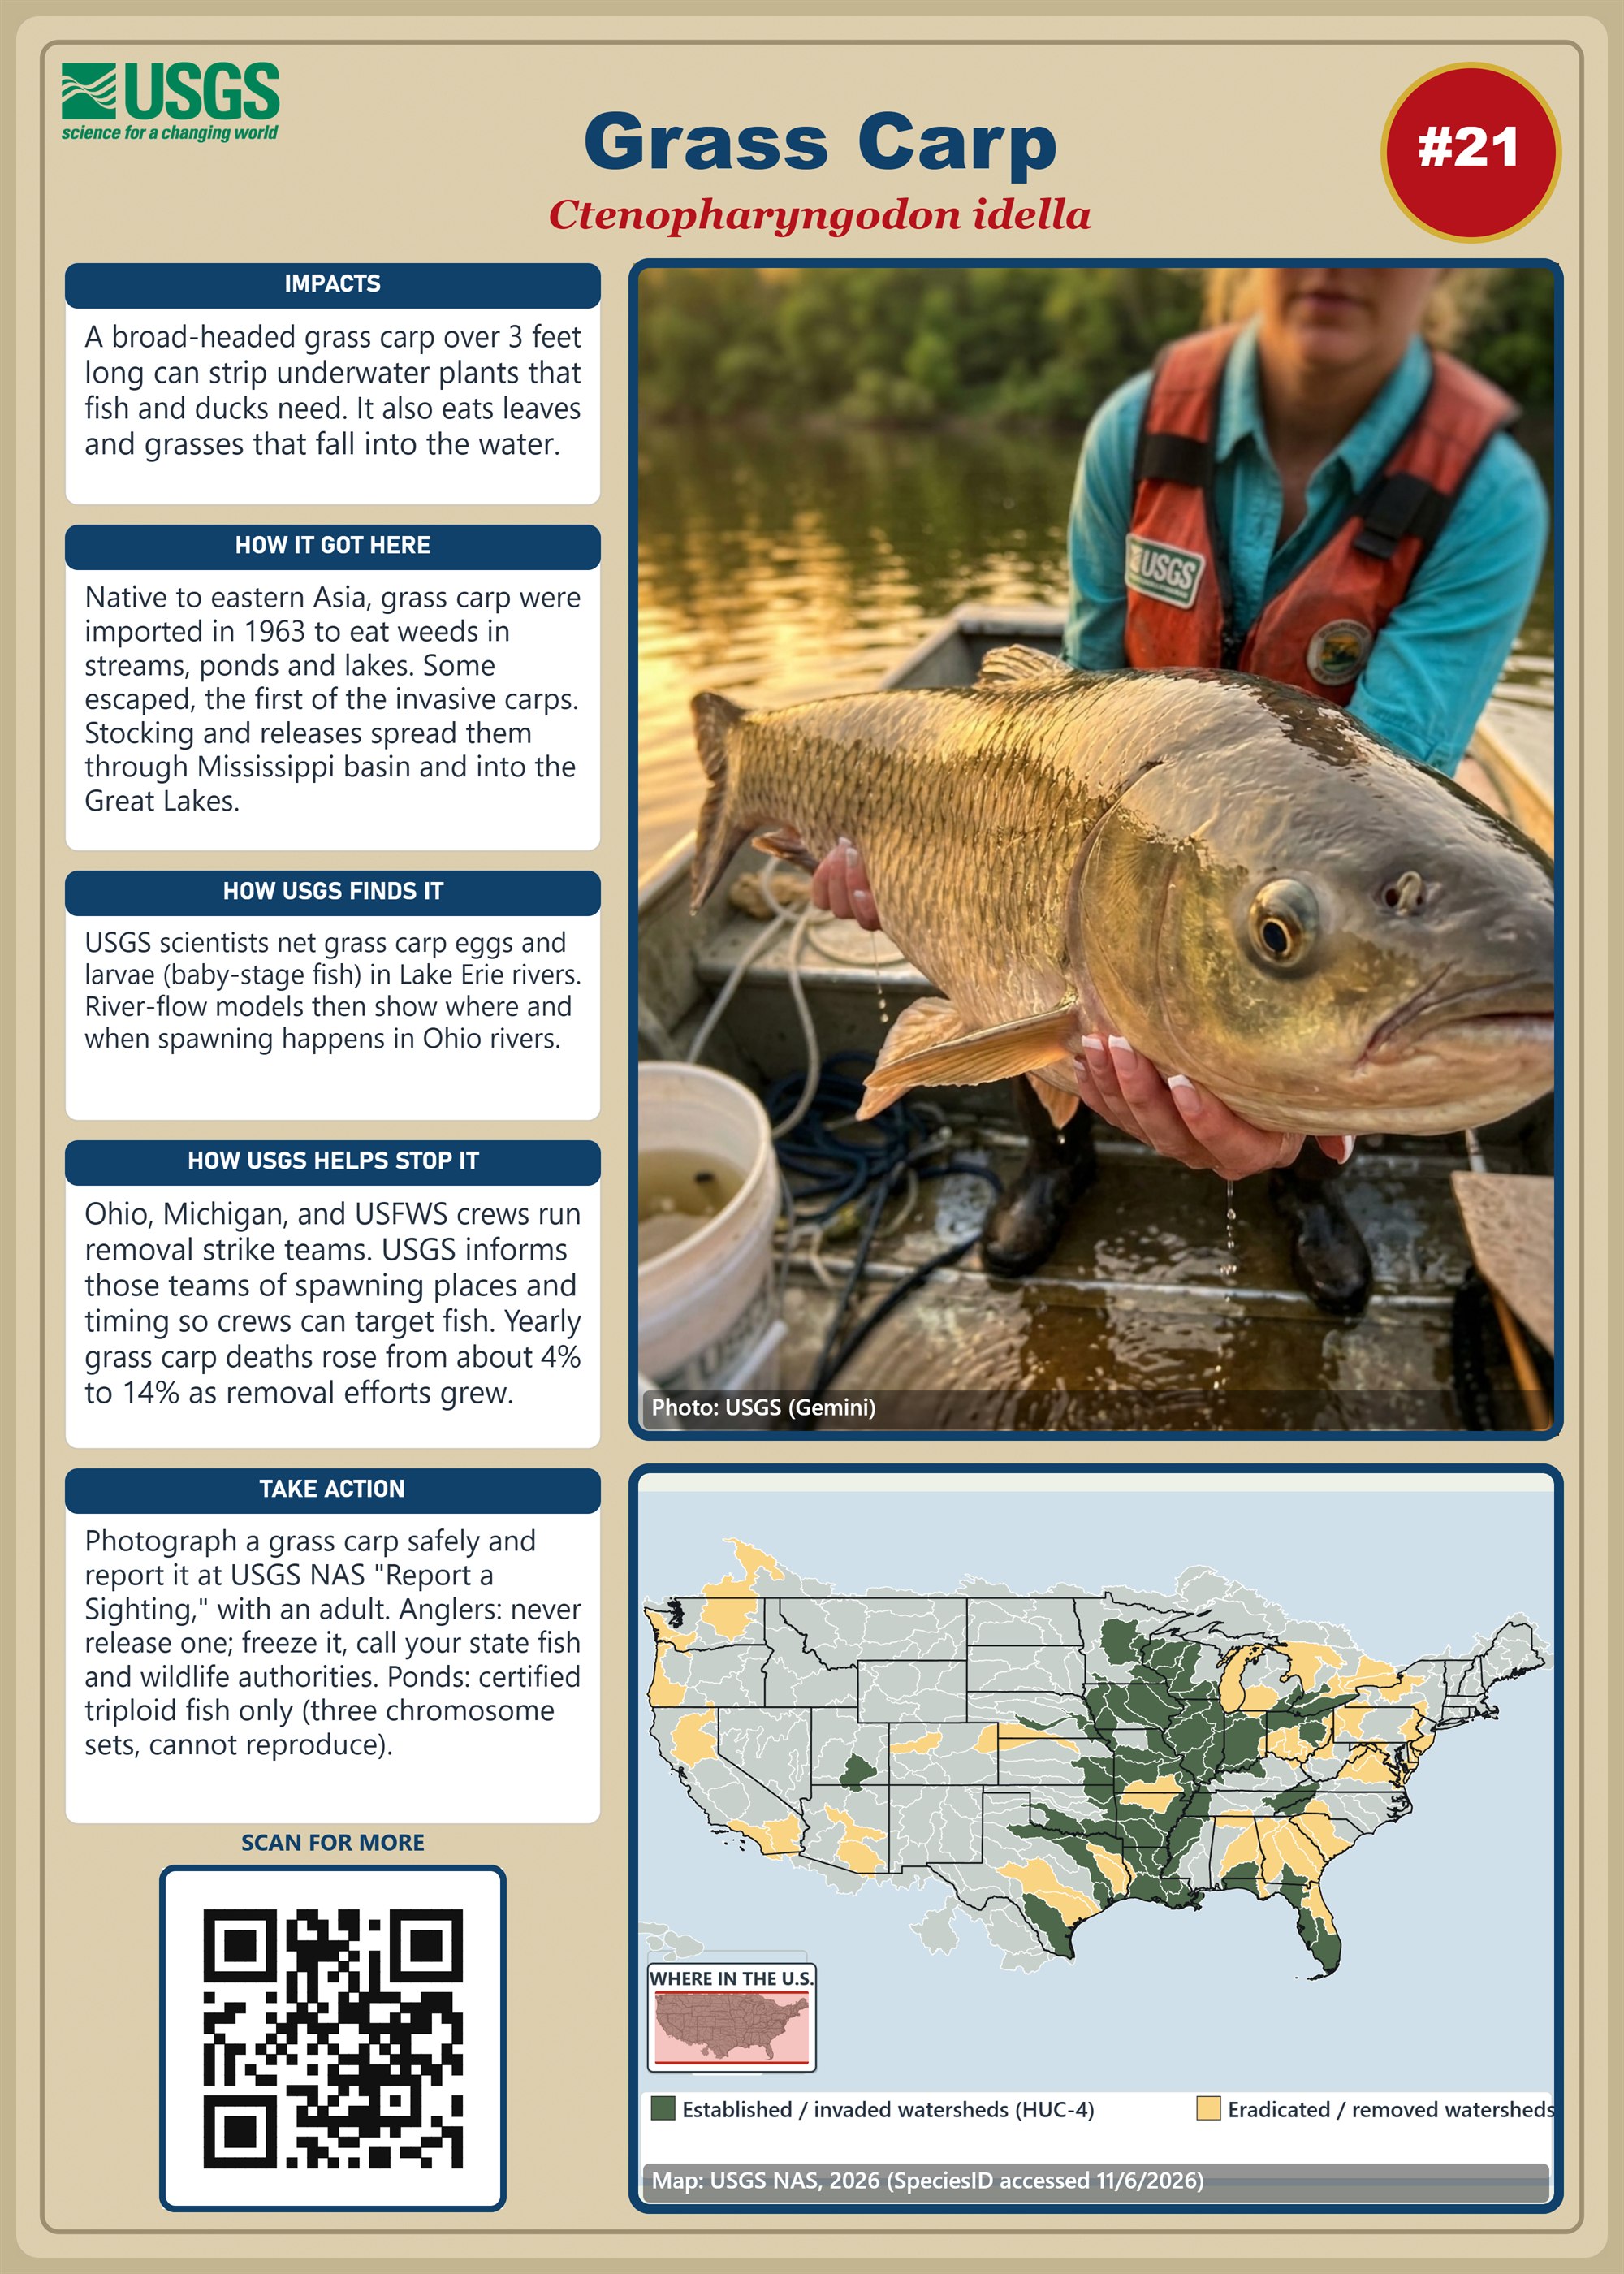 USGS
science for a changing world
Grass Carp
Ctenopharyngodon idella
#21
IMPACTS
A broad-headed grass carp over 3 feet
long can strip underwater plants that
fish and ducks need. It also eats leaves
and grasses that fall into the water.
HOW IT GOT HERE
Native to eastern Asia, grass carp were
imported in 1963 to eat weeds in
streams, ponds and lakes. Some
escaped, the first of the invasive carps.
Stocking and releases spread them
through Mississippi basin and into the
Great Lakes.
HOW USGS FINDS IT
USGS scientists net grass carp eggs and
larvae (baby-stage fish) in Lake Erie rivers.
River-flow models then show where and
when spawning happens in Ohio rivers.
HOW USGS HELPS STOP IT
Ohio, Michigan, and USFWS crews run
removal strike teams. USGS informs
those teams of spawning places and
timing so crews can target fish. Yearly
grass carp deaths rose from about 4%
to 14% as removal efforts grew.
TAKE ACTION
Photograph a grass carp safely and
report it at USGS NAS "Report a
Sighting," with an adult. Anglers: never
release one; freeze it, call your state fish
and wildlife authorities. Ponds: certified
triploid fish only (three chromosome
sets, cannot reproduce).
SCAN FOR MORE
USGS
Photo: USGS (Gemini)
WHERE IN THE U.S.
Established / invaded watersheds (HUC-4)
Eradicated / removed watersheds
Map: USGS NAS, 2026 (SpeciesID accessed 11/6/2026)